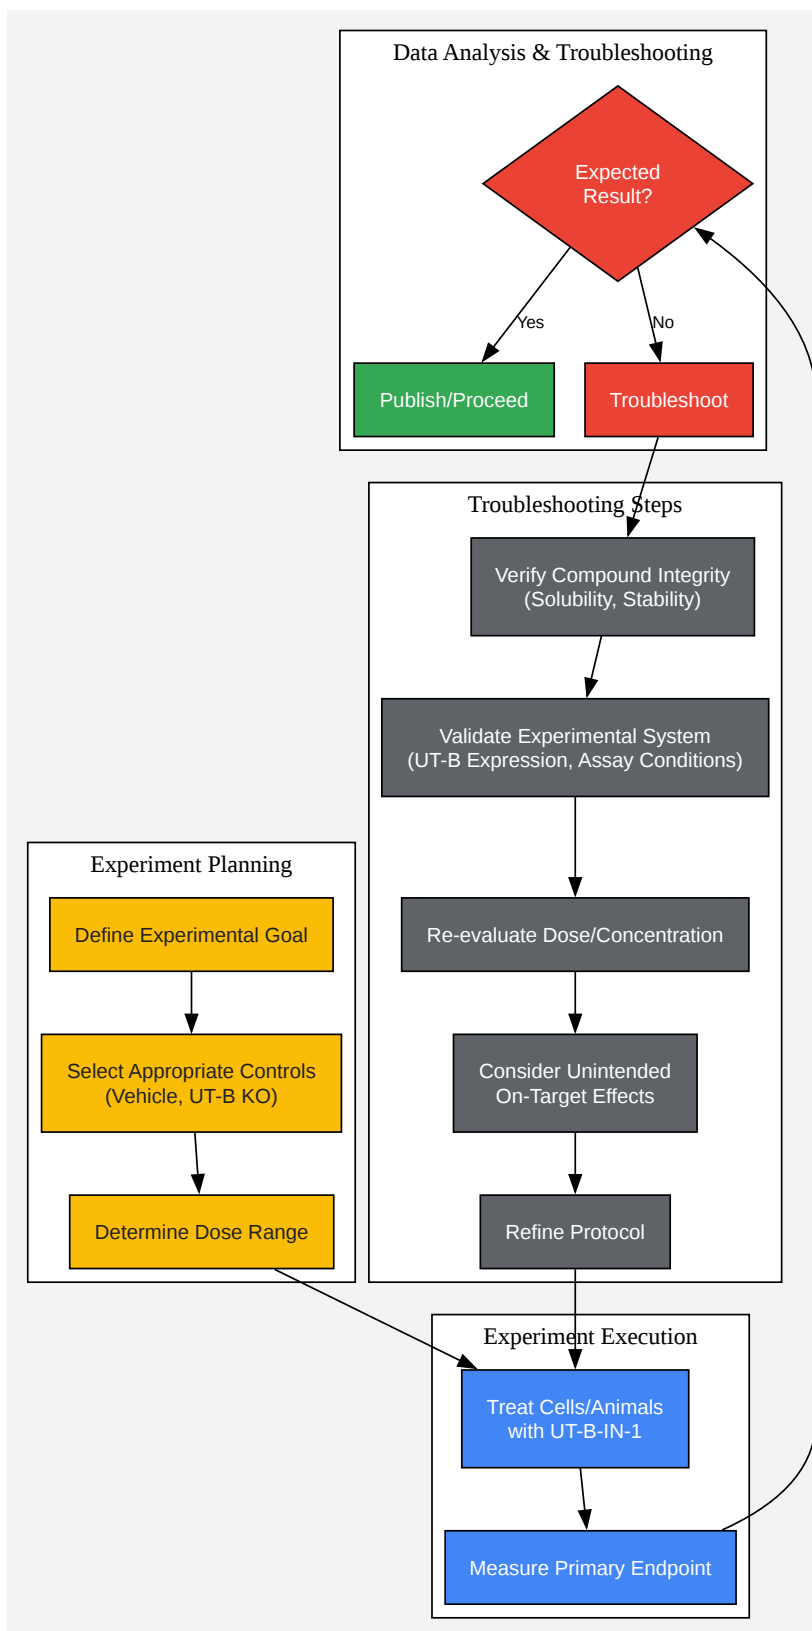 Data Analysis & Troubleshooting
Expected
Result?
Yes
No
Publish/Proceed
Troubleshoot
Troubleshooting Steps
Verify Compound Integrity
(Solubility, Stability)
Validate Experimental System
(UT-B Expression, Assay Conditions)
Re-evaluate Dose/Concentration
Consider Unintended
On-Target Effects
Refine Protocol
Experiment Planning
Define Experimental Goal
Select Appropriate Controls
(Vehicle, UT-B KO)
Determine Dose Range
Experiment Execution
Treat Cells/Animals
with UT-B-IN-1
Measure Primary Endpoint